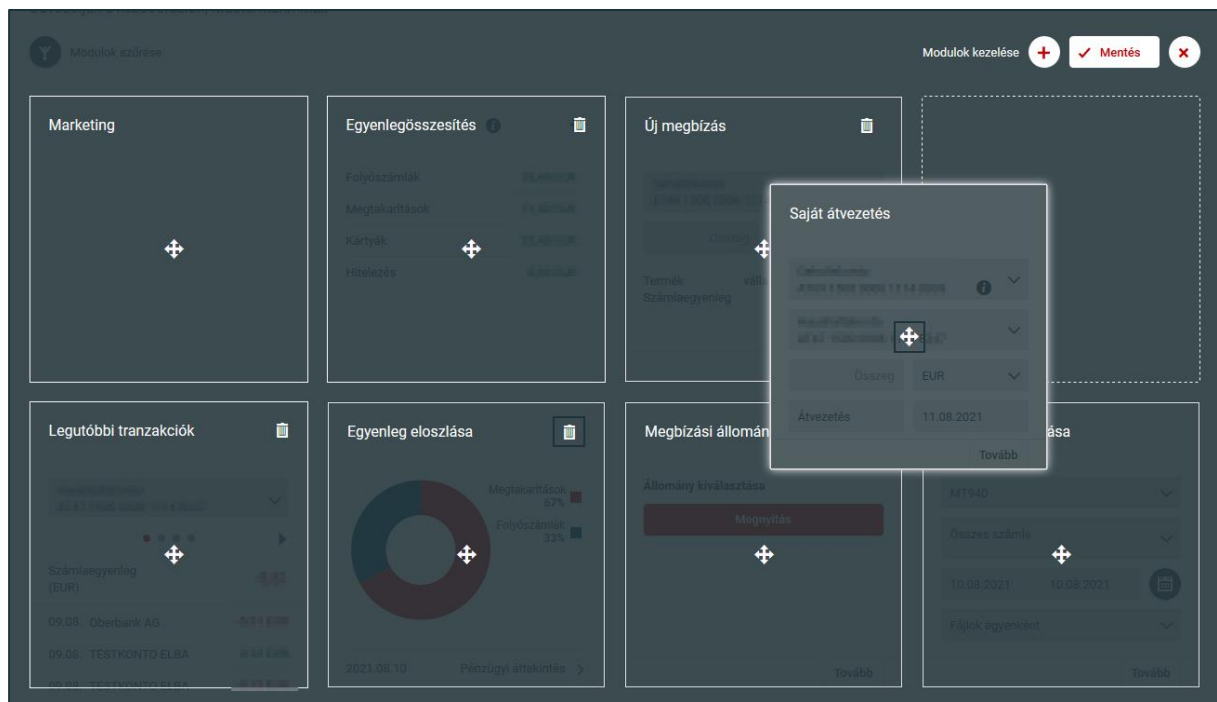 Modulok szűrése
Modulok kezelése
Mentés
Marketing
Egyenlegösszesítés
Folyószámlák
Megtakarítások
Kártyák
Hitelezés
Új megbízás
Összeg
Termék
Számlaegyenleg
Saját átvezetés
Összeg EUR
Átvezetés 11.08.2021
Tovább
Legutóbbi tranzakciók
Számlaegyenleg
(EUR)
09.08. Oberbank AG
09.08. TESTKONTO ELBA
09.08. TESTKONTO ELBA
Egyenleg eloszlása
Megtakarítások
67%
Folyószámlák
33%
2021.08.10 Pénzügyi áttekintés
Megbízási állomán
Állomány kiválasztása
Megnyitás
Tovább
ása
MT940
Összes számla
10.08.2021 10.08.2021
Fájlok egyenként
Tovább